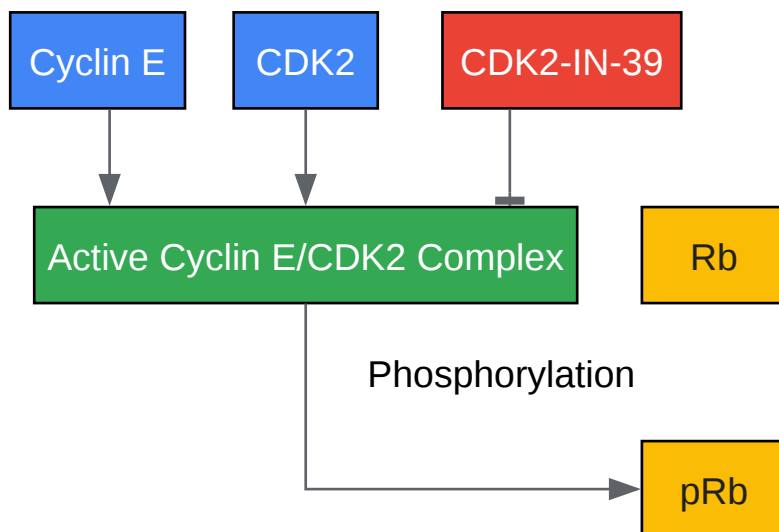 Cyclin E
CDK2
CDK2-IN-39
Active Cyclin E/CDK2 Complex
Rb
Phosphorylation
pRb